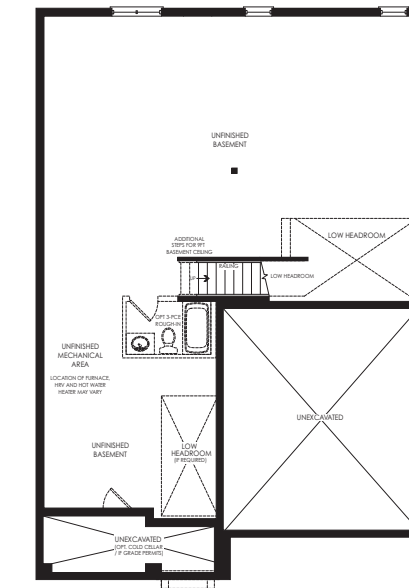 UNFINISHED
BASEMENT
ADDITIONAL
STEPS FOR 9FT
BASEMENT CEILING
LOW HEADROOM
RAILING
UP
LOW HEADROOM
OPT 3-PCE
ROUGH-IN
UNFINISHED
MECHANICAL
AREA
LOCATION OF FURNACE,
HRV AND HOT WATER
HEATER MAY VARY
UNEXCAVATED
UNFINISHED
BASEMENT
LOW
HEADROOM
(IF REQUIRED)
UNEXCAVATED
(OPT. COLD CELLAR
/ IF GRADE PERMITS)